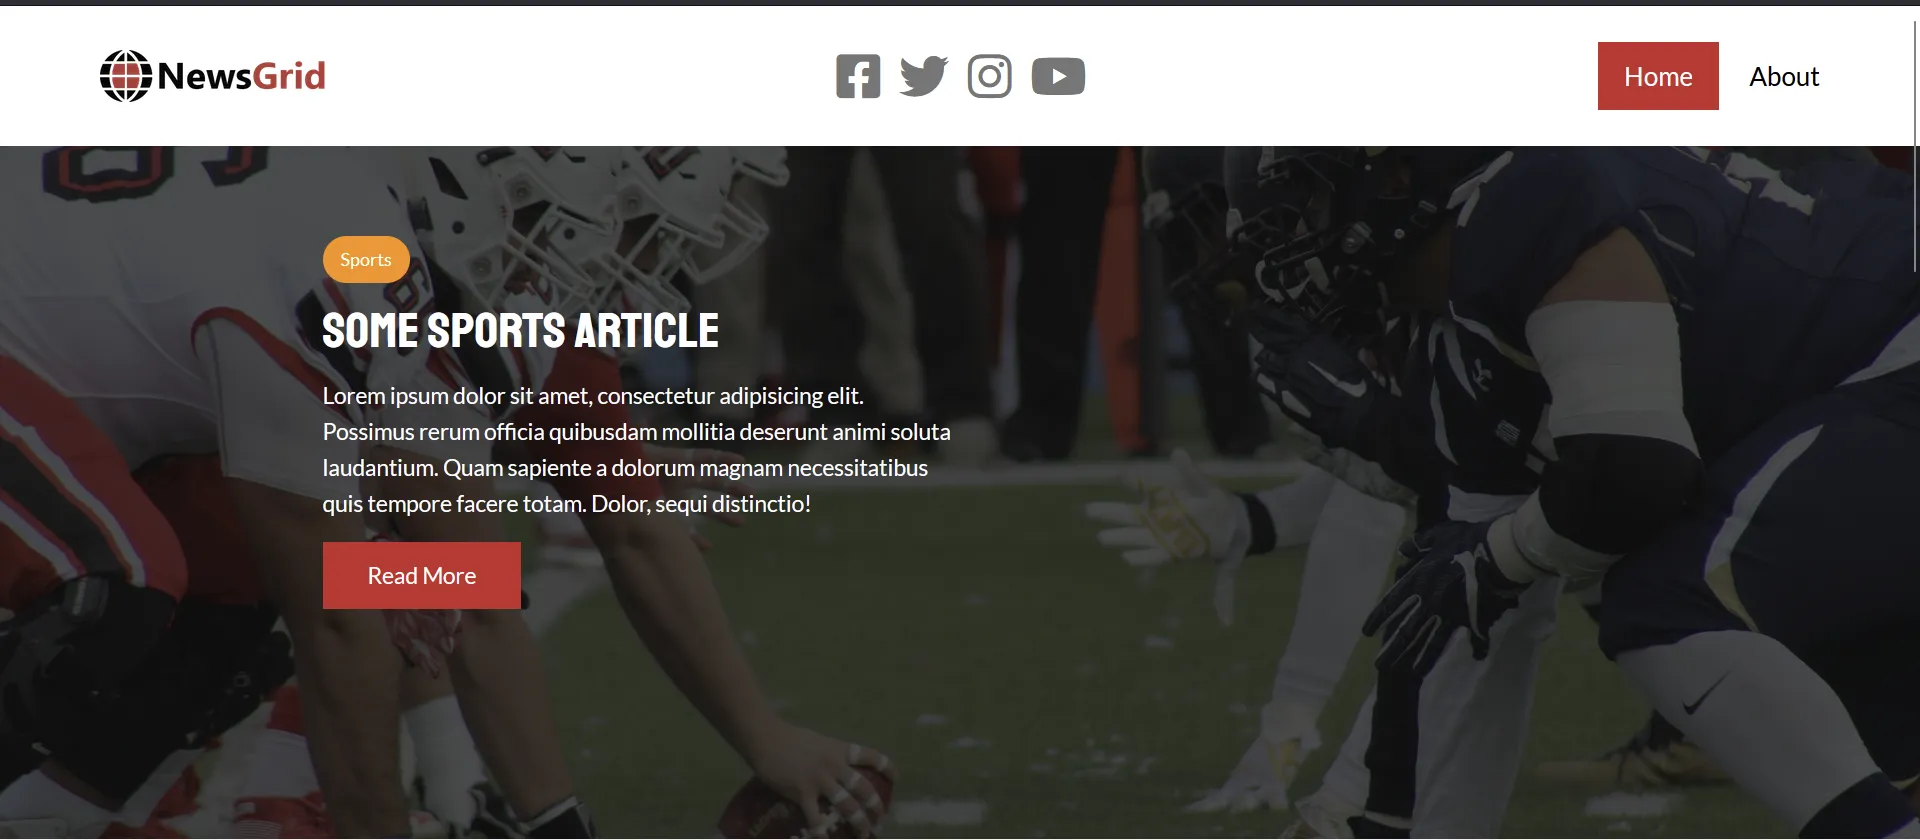 NewsGrid
Home
About
Sports
SOME SPORTS ARTICLE
Lorem ipsum dolor sit amet, consectetur adipisicing elit.
Possimus rerum officia quibusdam mollitia deserunt animi soluta
laudantium. Quam sapiente a dolorum magnam necessitatibus
quis tempore facere totam. Dolor, sequi distinctio!
Read More